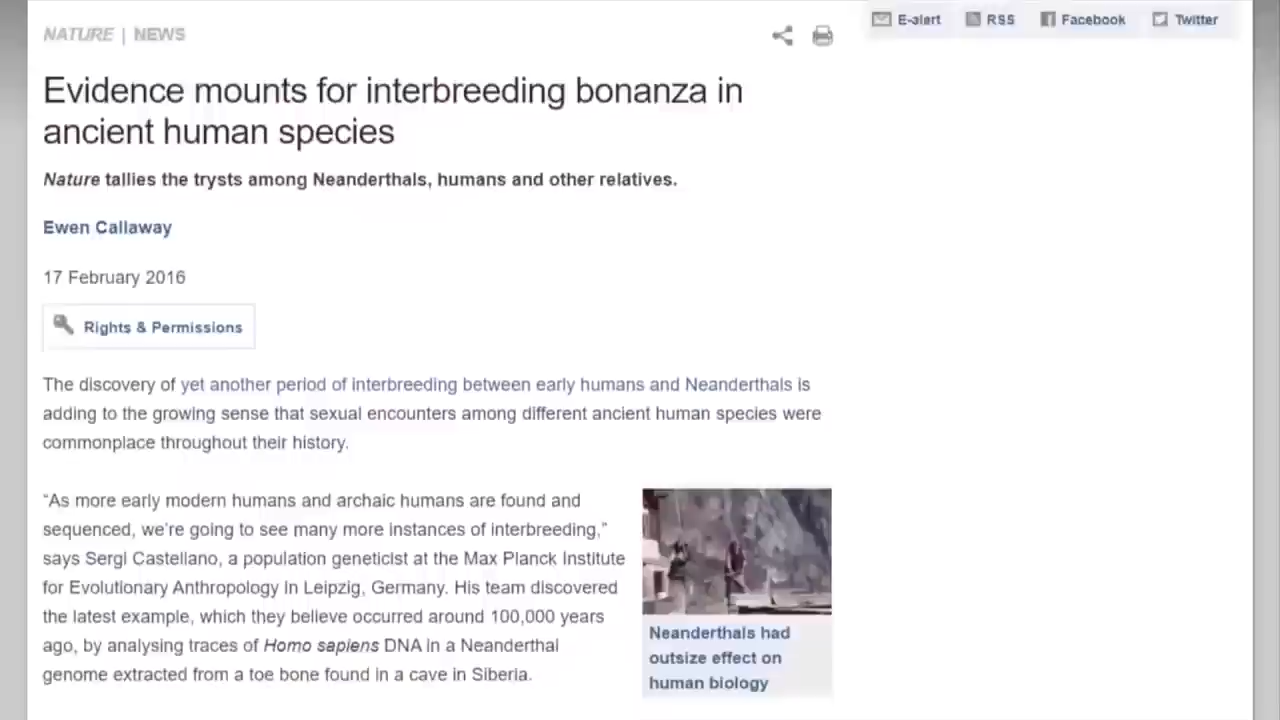 NATURE | NEWS
E-alert RSS Facebook Twitter
Evidence mounts for interbreeding bonanza in
ancient human species
Nature tallies the trysts among Neanderthals, humans and other relatives.
Ewen Callaway
17 February 2016
Rights & Permissions
The discovery of yet another period of interbreeding between early humans and Neanderthals is
adding to the growing sense that sexual encounters among different ancient human species were
commonplace throughout their history.
“As more early modern humans and archaic humans are found and
sequenced, we’re going to see many more instances of interbreeding,”
says Sergi Castellano, a population geneticist at the Max Planck Institute
for Evolutionary Anthropology in Leipzig, Germany. His team discovered
the latest example, which they believe occurred around 100,000 years
ago, by analysing traces of Homo sapiens DNA in a Neanderthal
genome extracted from a toe bone found in a cave in Siberia.
Neanderthals had
outsize effect on
human biology